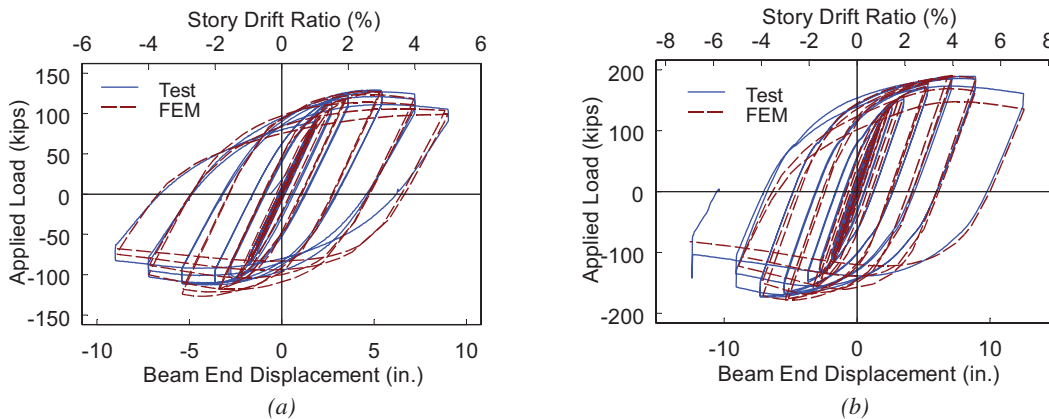 Story Drift Ratio (%)
-6 -4 -2 0 2 4 6
150
100
50
0
-50
-100
-150
Applied Load (kips)
Test
FEM
-10 -5 0 5 10
Beam End Displacement (in.)
(a)
Story Drift Ratio (%)
-8 -6 -4 -2 0 2 4 6 8
200
100
0
-100
-200
Applied Load (kips)
Test
FEM
-10 0 10
Beam End Displacement (in.)
(b)